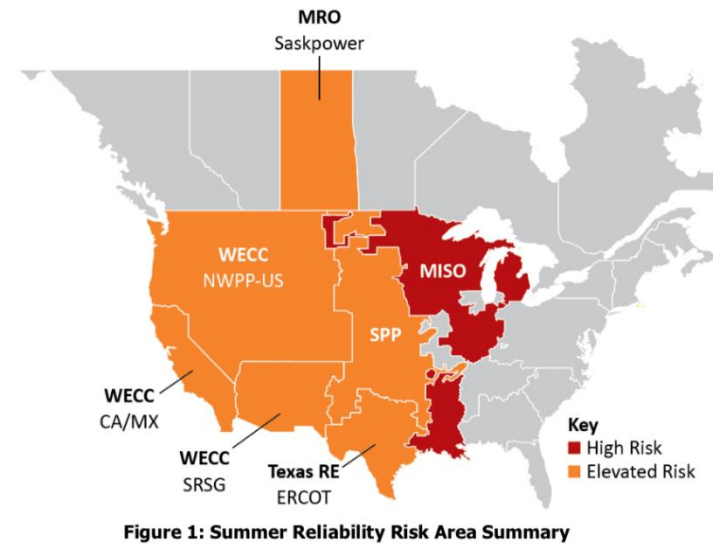 MRO
Saskpower
WECC
NWPP-US
MISO
SPP
WECC
CA/MX
WECC
SRSG
Texas RE
ERCOT
Key
High Risk
Elevated Risk
Figure 1: Summer Reliability Risk Area Summary